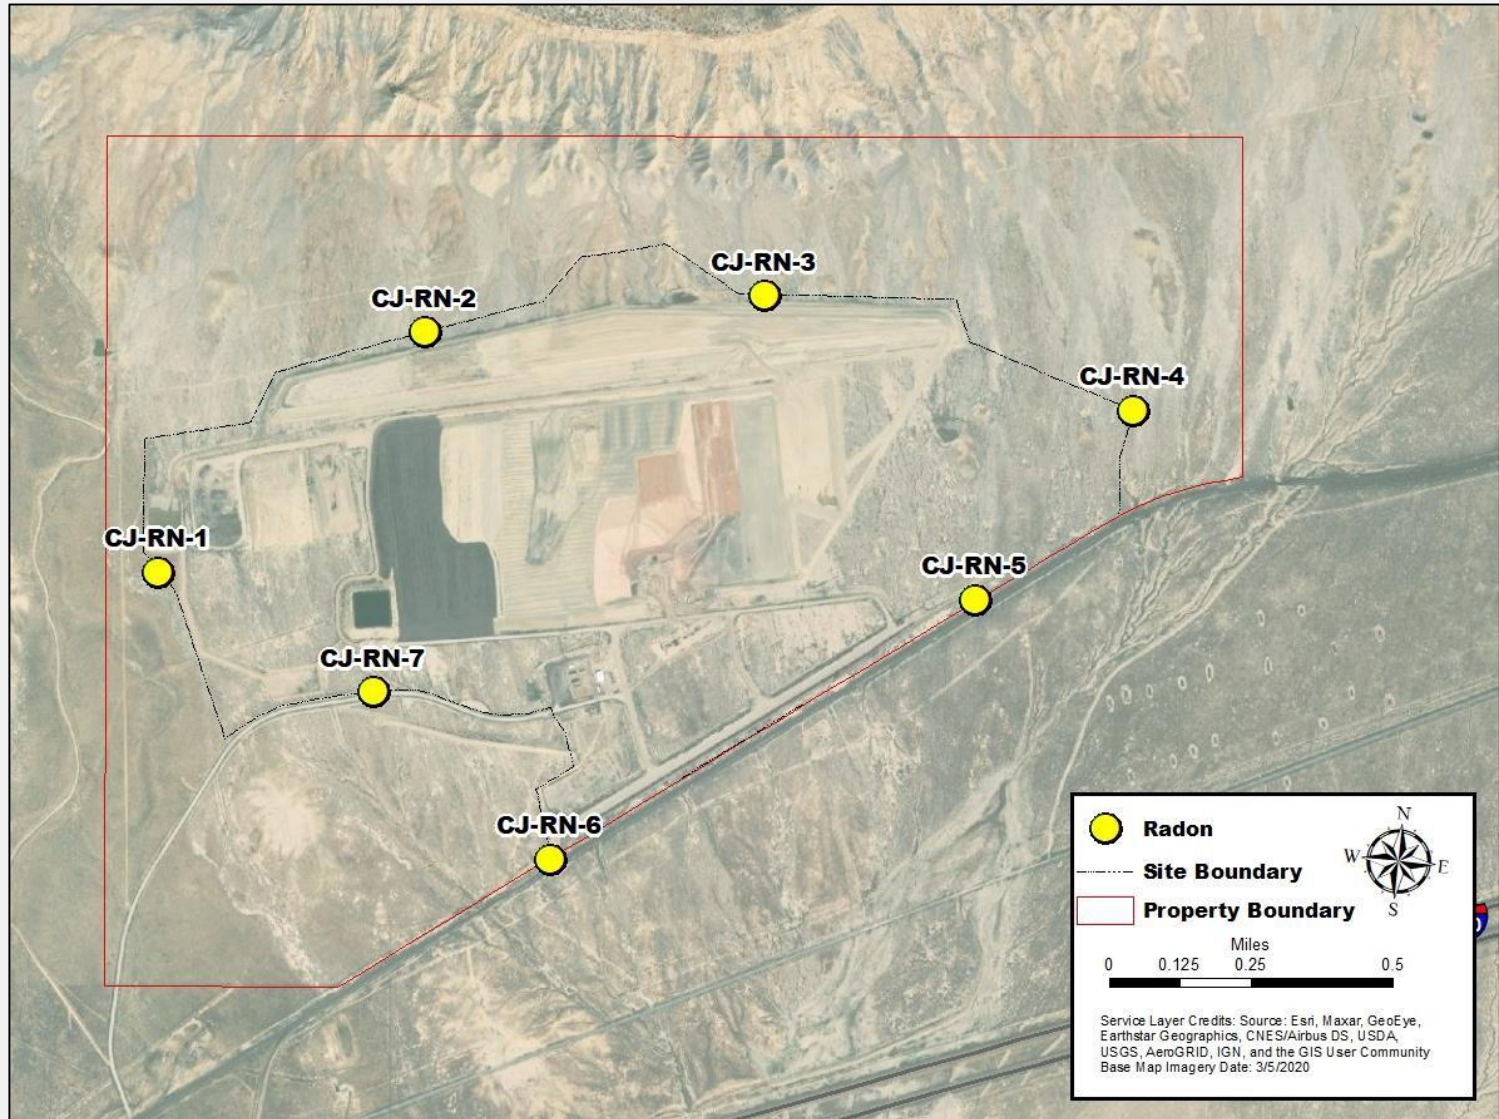 CJ-RN-3
CJ-RN-2
CJ-RN-4
CJ-RN-1
CJ-RN-5
CJ-RN-7
CJ-RN-6
Radon
Site Boundary
Property Boundary
N
W
E
S
Miles
0 0.125 0.25 0.5
Service Layer Credits: Source: Esri, Maxar, GeoEye,
Earthstar Geographics, CNES/Airbus DS, USDA,
USGS, AeroGRID, IGN, and the GIS User Community
Base Map Imagery Date: 3/5/2020